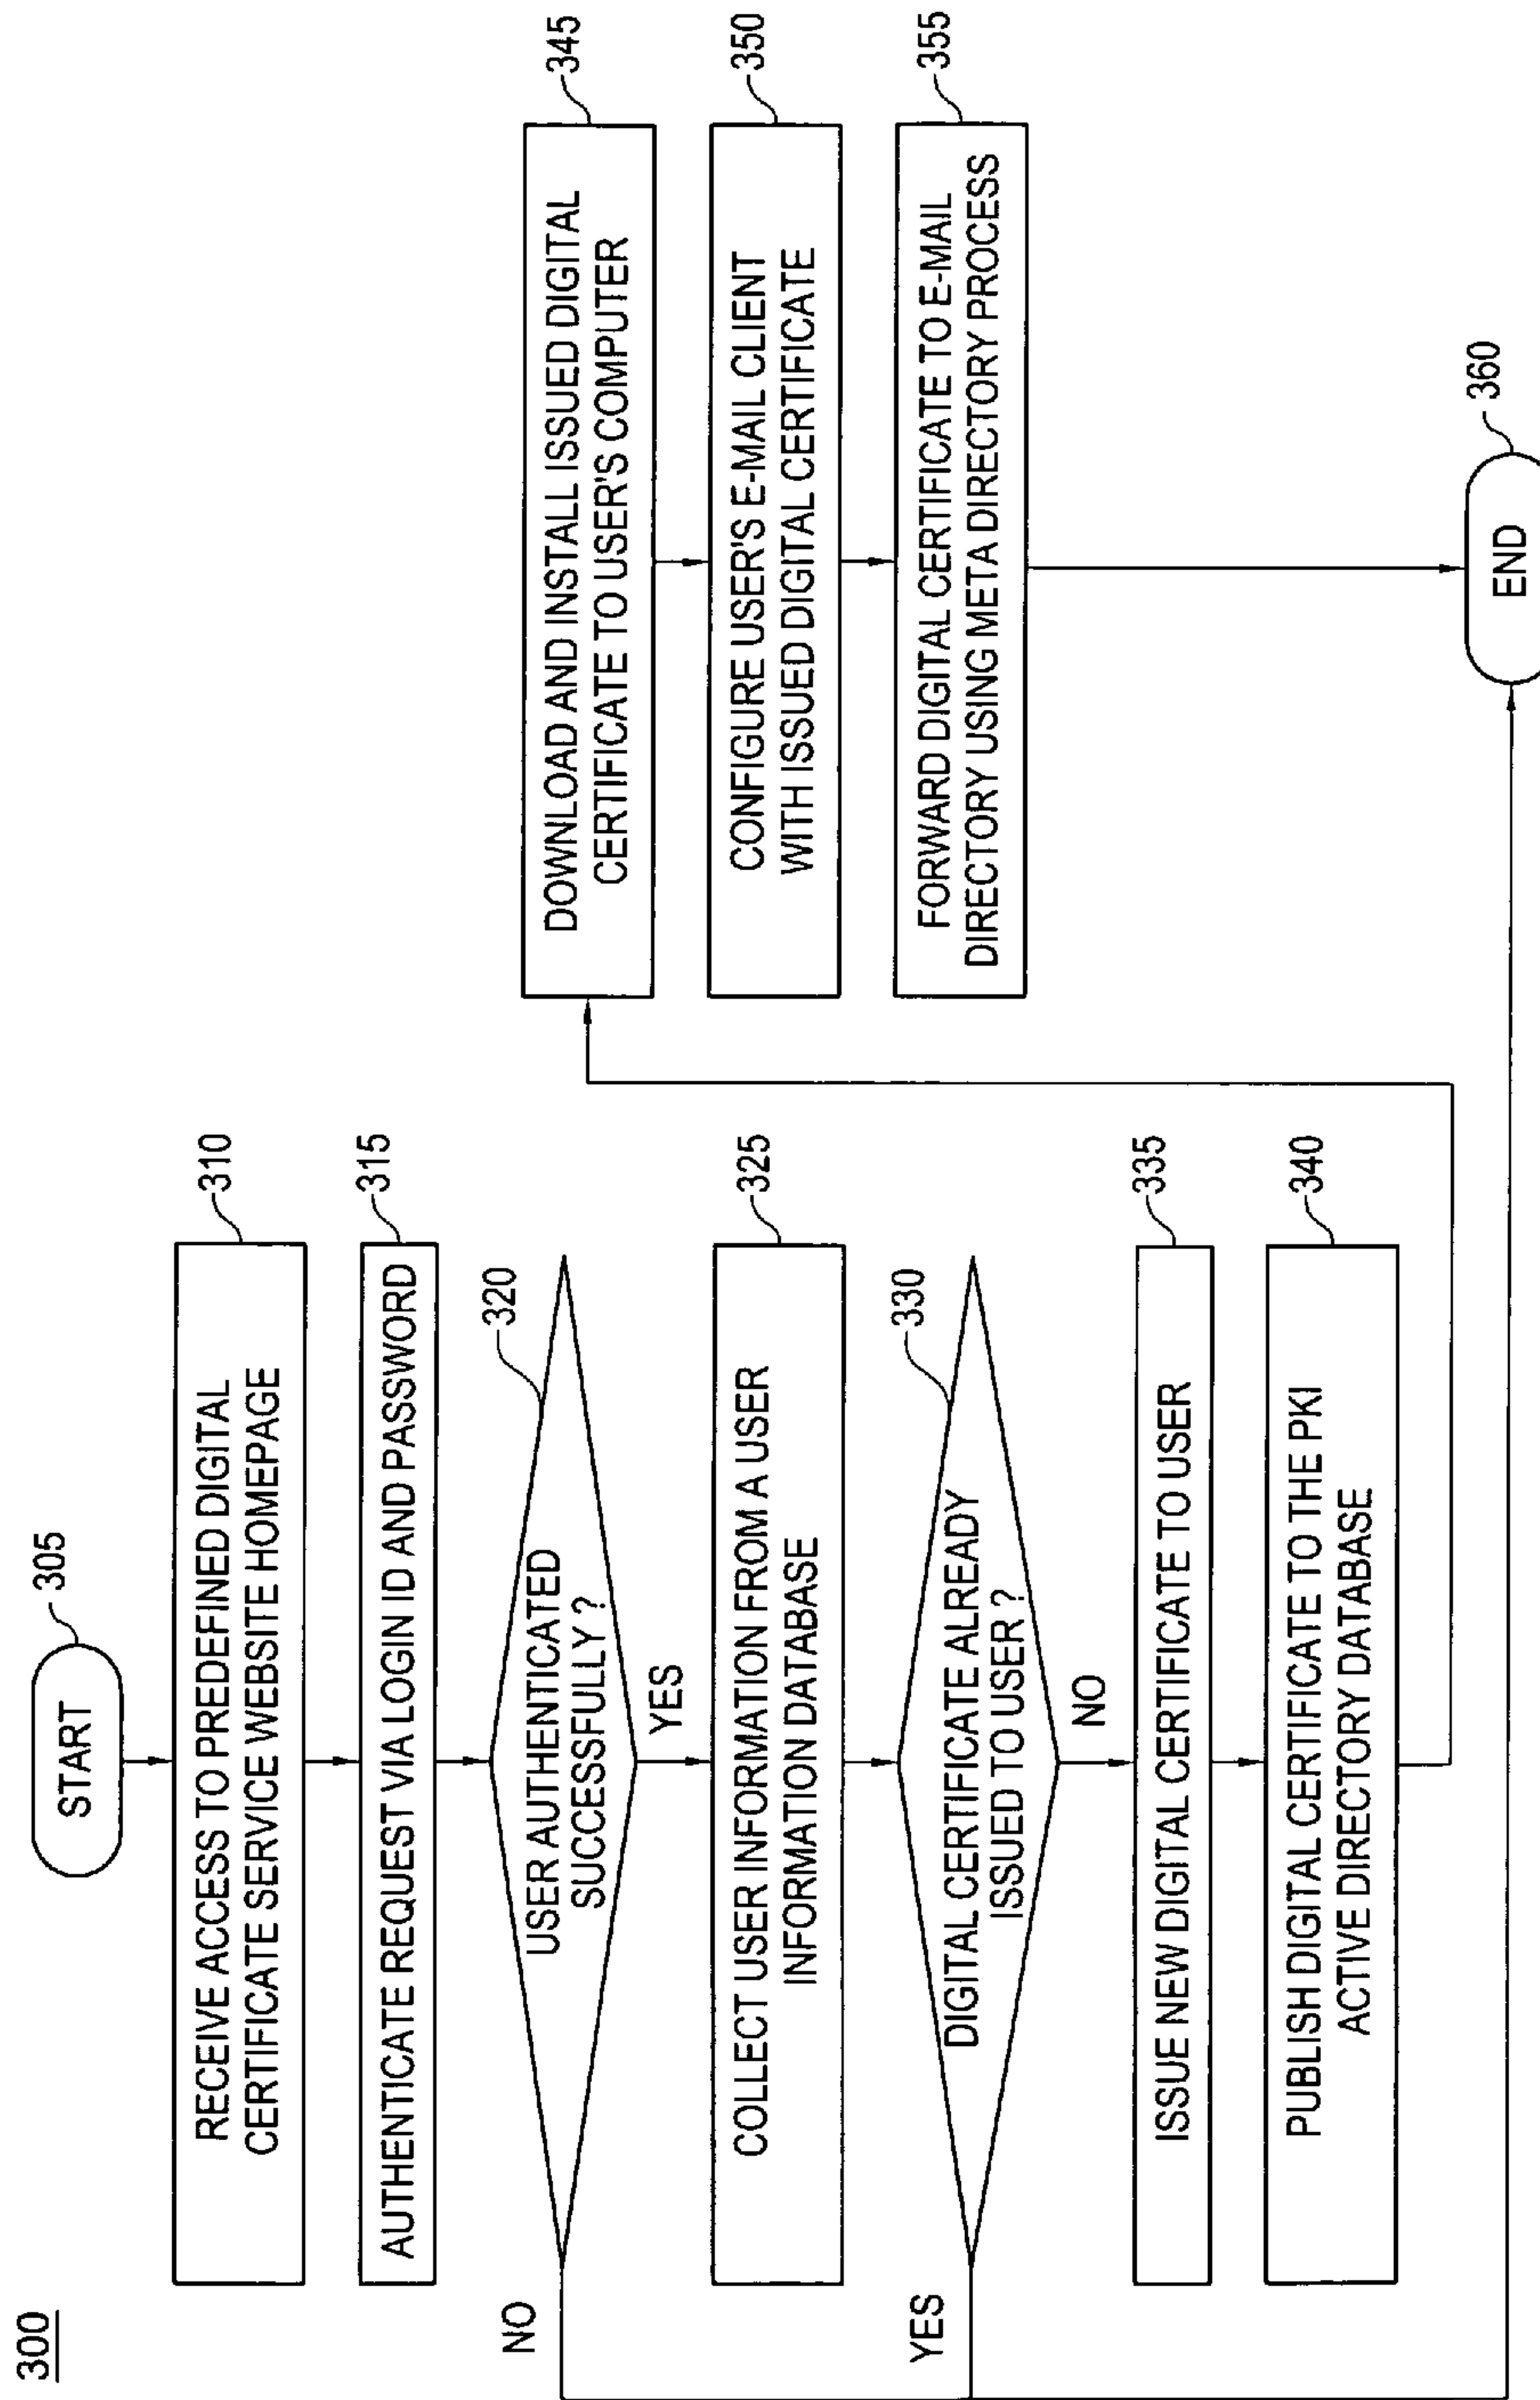 300
START
305
RECEIVE ACCESS TO PREDEFINED DIGITAL
CERTIFICATE SERVICE WEBSITE HOMEPAGE
310
AUTHENTICATE REQUEST VIA LOGIN ID AND PASSWORD
315
USER AUTHENTICATED
SUCCESSFULLY ?
320
NO
YES
COLLECT USER INFORMATION FROM A USER
INFORMATION DATABASE
325
DIGITAL CERTIFICATE ALREADY
ISSUED TO USER ?
330
YES
NO
ISSUE NEW DIGITAL CERTIFICATE TO USER
335
PUBLISH DIGITAL CERTIFICATE TO THE PKI
ACTIVE DIRECTORY DATABASE
340
DOWNLOAD AND INSTALL ISSUED DIGITAL
CERTIFICATE TO USER'S COMPUTER
345
CONFIGURE USER'S E-MAIL CLIENT
WITH ISSUED DIGITAL CERTIFICATE
350
FORWARD DIGITAL CERTIFICATE TO E-MAIL
DIRECTORY USING META DIRECTORY PROCESS
355
END
360